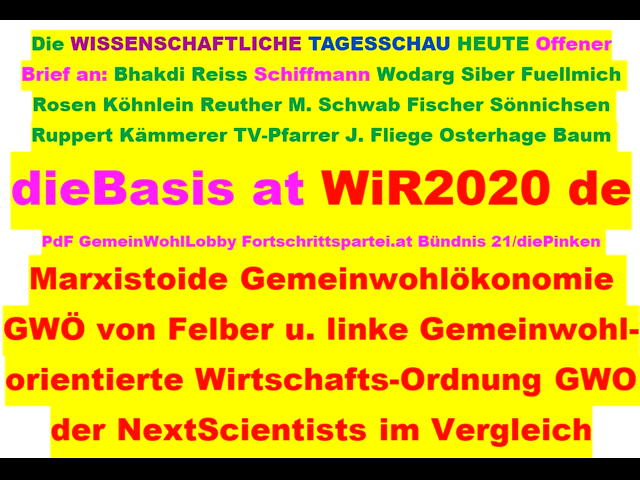 Die WISSENSCHAFTLICHE TAGESSCHAU HEUTE Offener
Brief an: Bhakdi Reiss Schiffmann Wodarg Siber Fuellmich
Rosen Köhnlein Reuther M. Schwab Fischer Sönnichsen
Ruppert Kämmerer TV-Pfarrer J. Fliege Osterhage Baum
dieBasis at WiR2020 de
PdF GemeinWohlLobby Fortschrittspartei.at Bündnis 21/diePinken
Marxistoide Gemeinwohlökonomie
GWÖ von Felber u. linke Gemeinwohl-
orientierte Wirtschafts-Ordnung GWO
der NextScientists im Vergleich